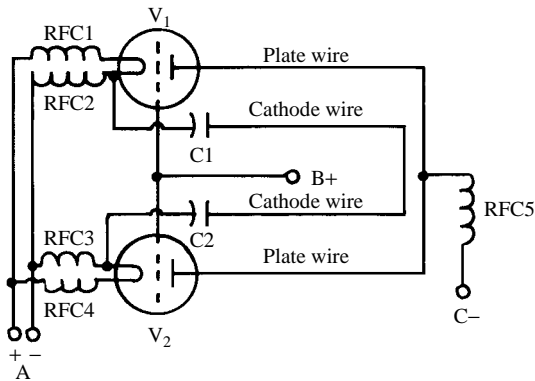 V1
RFC1
Plate wire
RFC2
Cathode wire
C1
B+
Cathode wire
RFC3
C2
RFC5
Plate wire
RFC4
C−
V2
+ −
A